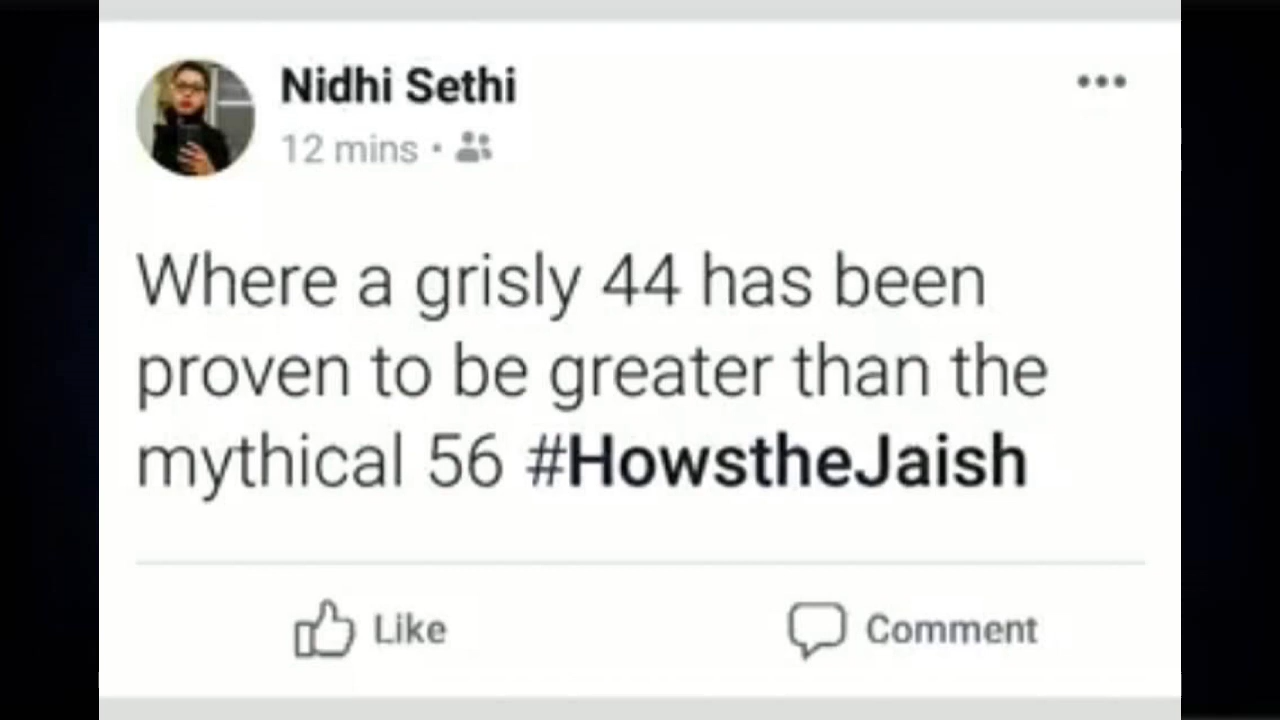 Nidhi Sethi
12 mins •
Where a grisly 44 has been
proven to be greater than the
mythical 56 #HowstheJaish
Like
Comment